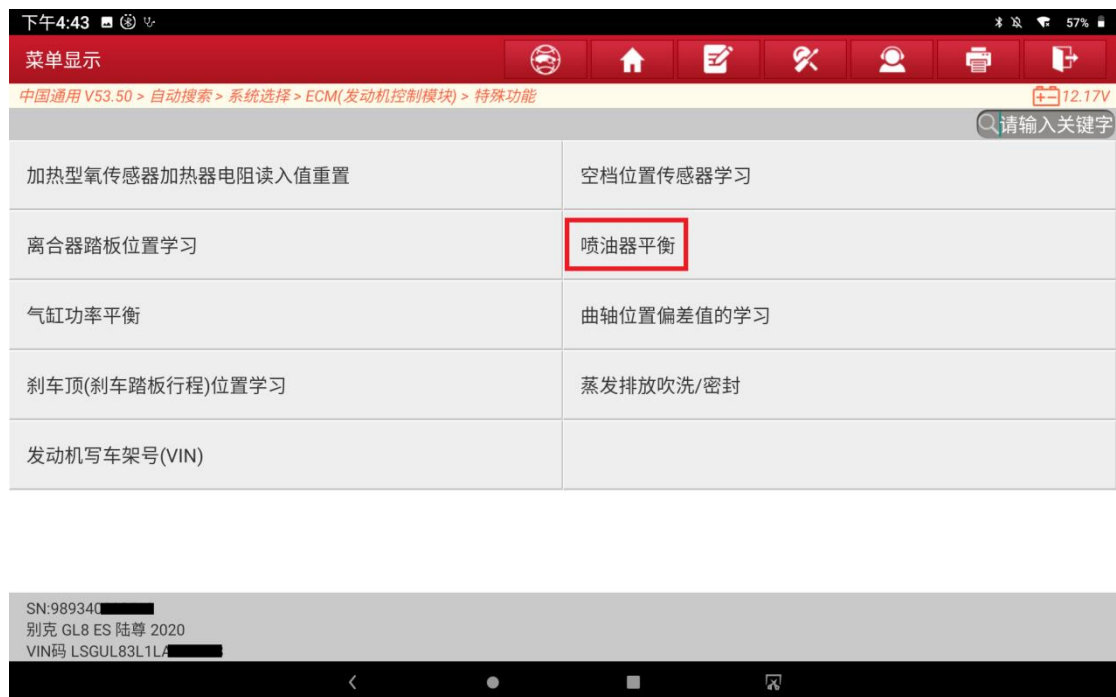 下午4:43 57%
菜单显示
中国通用 V53.50 > 自动搜索 > 系统选择 > ECM(发动机控制模块) > 特殊功能 12.17V
请输入关键字
加热型氧传感器加热器电阻读入值重置 空档位置传感器学习
离合器踏板位置学习 喷油器平衡
气缸功率平衡 曲轴位置偏差值的学习
刹车顶(刹车踏板行程)位置学习 蒸发排放吹洗/密封
发动机写车架号(VIN)
SN:989340
别克 GL8 ES 陆尊 2020
VIN码 LSGUL83L1LA